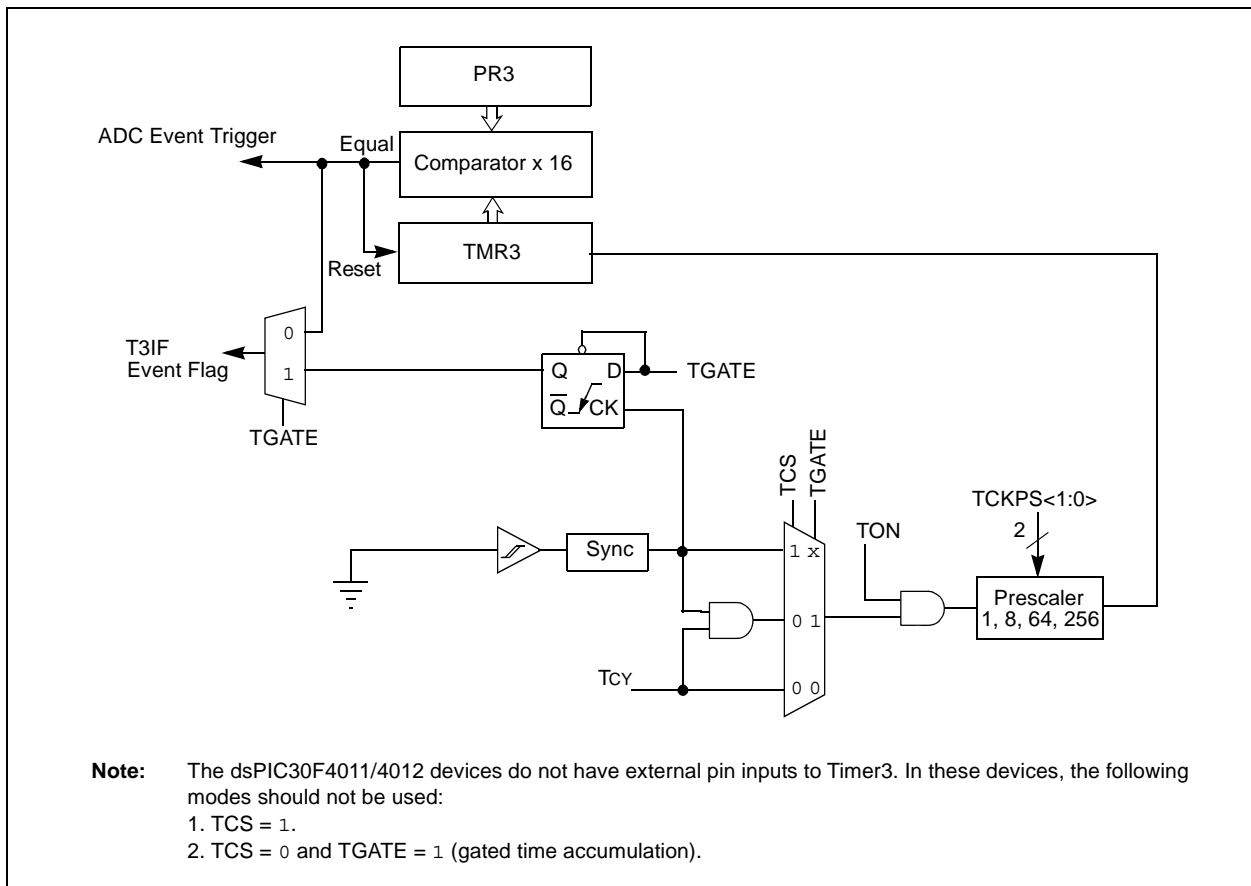 PR3
ADC Event Trigger
Equal
Comparator x 16
TMR3
Reset
0
T3IF
Event Flag
1
TGATE
Q
D
TGATE
Q̅
CK
TCS
TGATE
TCKPS<1:0>
2
TON
Sync
1 x
Prescaler
1, 8, 64, 256
0 1
TCY
0 0
Note: The dsPIC30F4011/4012 devices do not have external pin inputs to Timer3. In these devices, the following
modes should not be used:
1. TCS = 1.
2. TCS = 0 and TGATE = 1 (gated time accumulation).